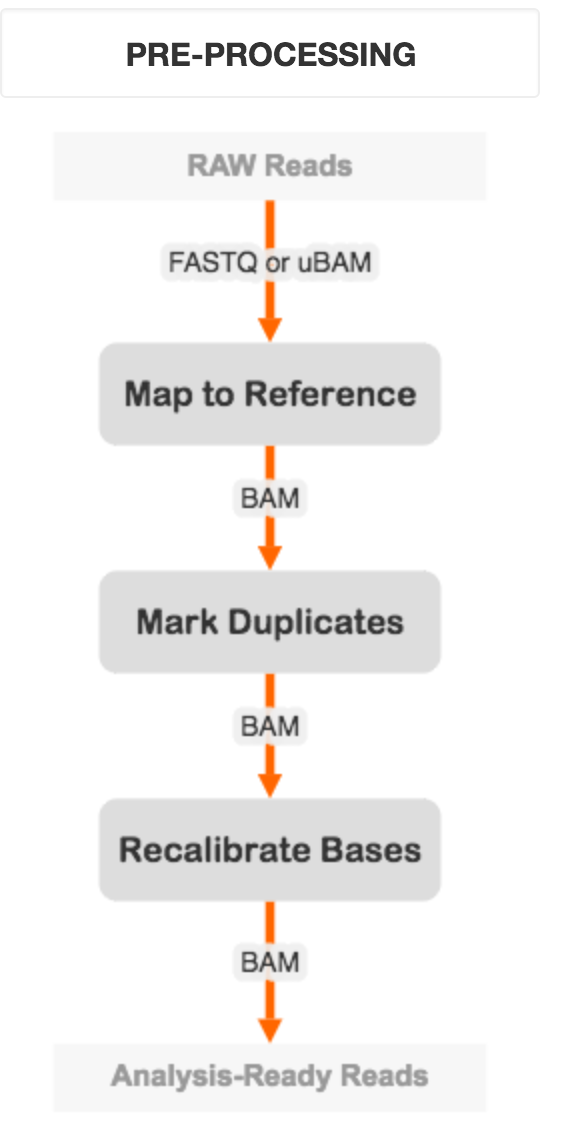 PRE-PROCESSING
RAW Reads
FASTQ or uBAM
Map to Reference
BAM
Mark Duplicates
BAM
Recalibrate Bases
BAM
Analysis-Ready Reads